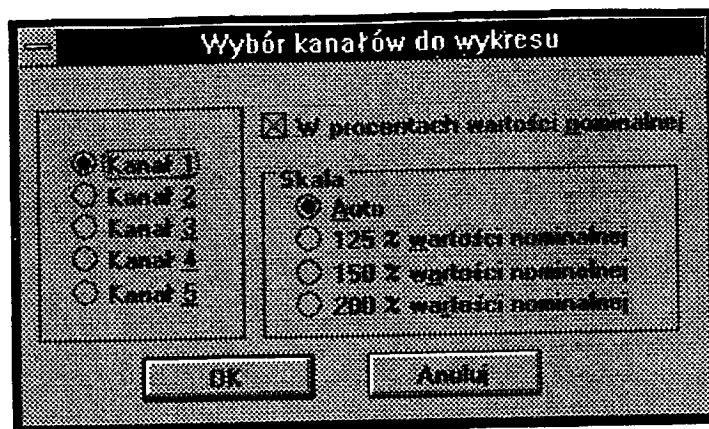 Wybór kanałów do wykresu
W procentach wartości nominalnej
Kanał 1
Kanał 2
Kanał 3
Kanał 4
Kanał 5
Skala
Auto
125 % wartości nominalnej
150 % wartości nominalnej
200 % wartości nominalnej
OK
Anuluj